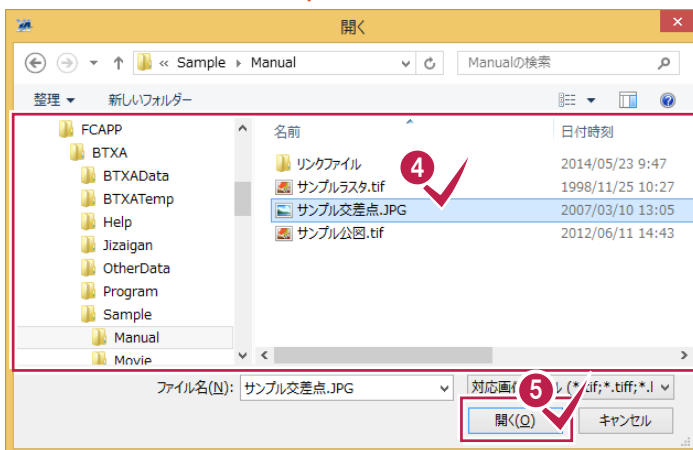 開く
« Sample ▸ Manual
Manualの検索
整理 ▼ 新しいフォルダー
FCAPP
BTXA
BTXAData
BTXATemp
Help
Jizaigan
OtherData
Program
Sample
Manual
Movie
名前 日付時刻
リンクファイル 2014/05/23 9:47
サンプルラスタ.tif 1998/11/25 10:27
サンプル交差点.JPG 2007/03/10 13:05
サンプル公図.tif 2012/06/11 14:43
4
ファイル名(N): サンプル交差点.JPG
対応画 (*.tif;*.tiff;*.l
5
開く(O) キャンセル